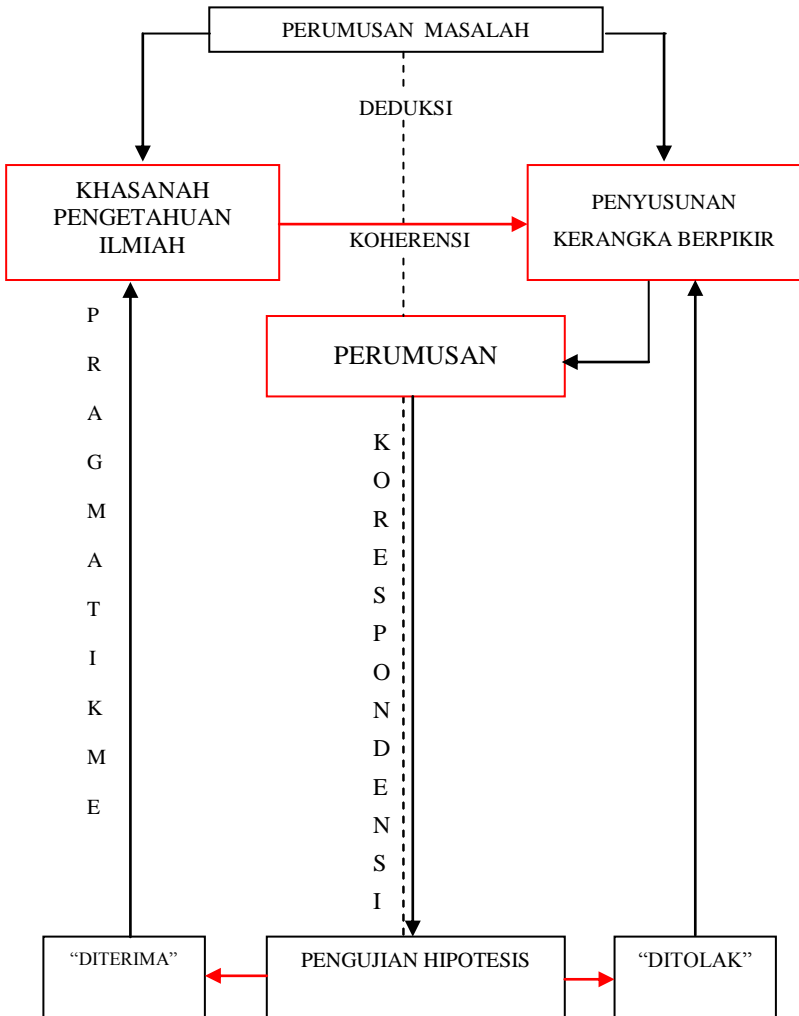 PERUMUSAN MASALAH
DEDUKSI
KHASANAH
PENGETAHUAN
ILMIAH
PENYUSUNAN
KERANGKA BERPIKIR
KOHERENSI
PERUMUSAN
P
R
A
G
M
A
T
I
K
M
E
K
O
R
E
S
P
O
N
D
E
N
S
I
“DITERIMA”
PENGUJIAN HIPOTESIS
“DITOLAK”